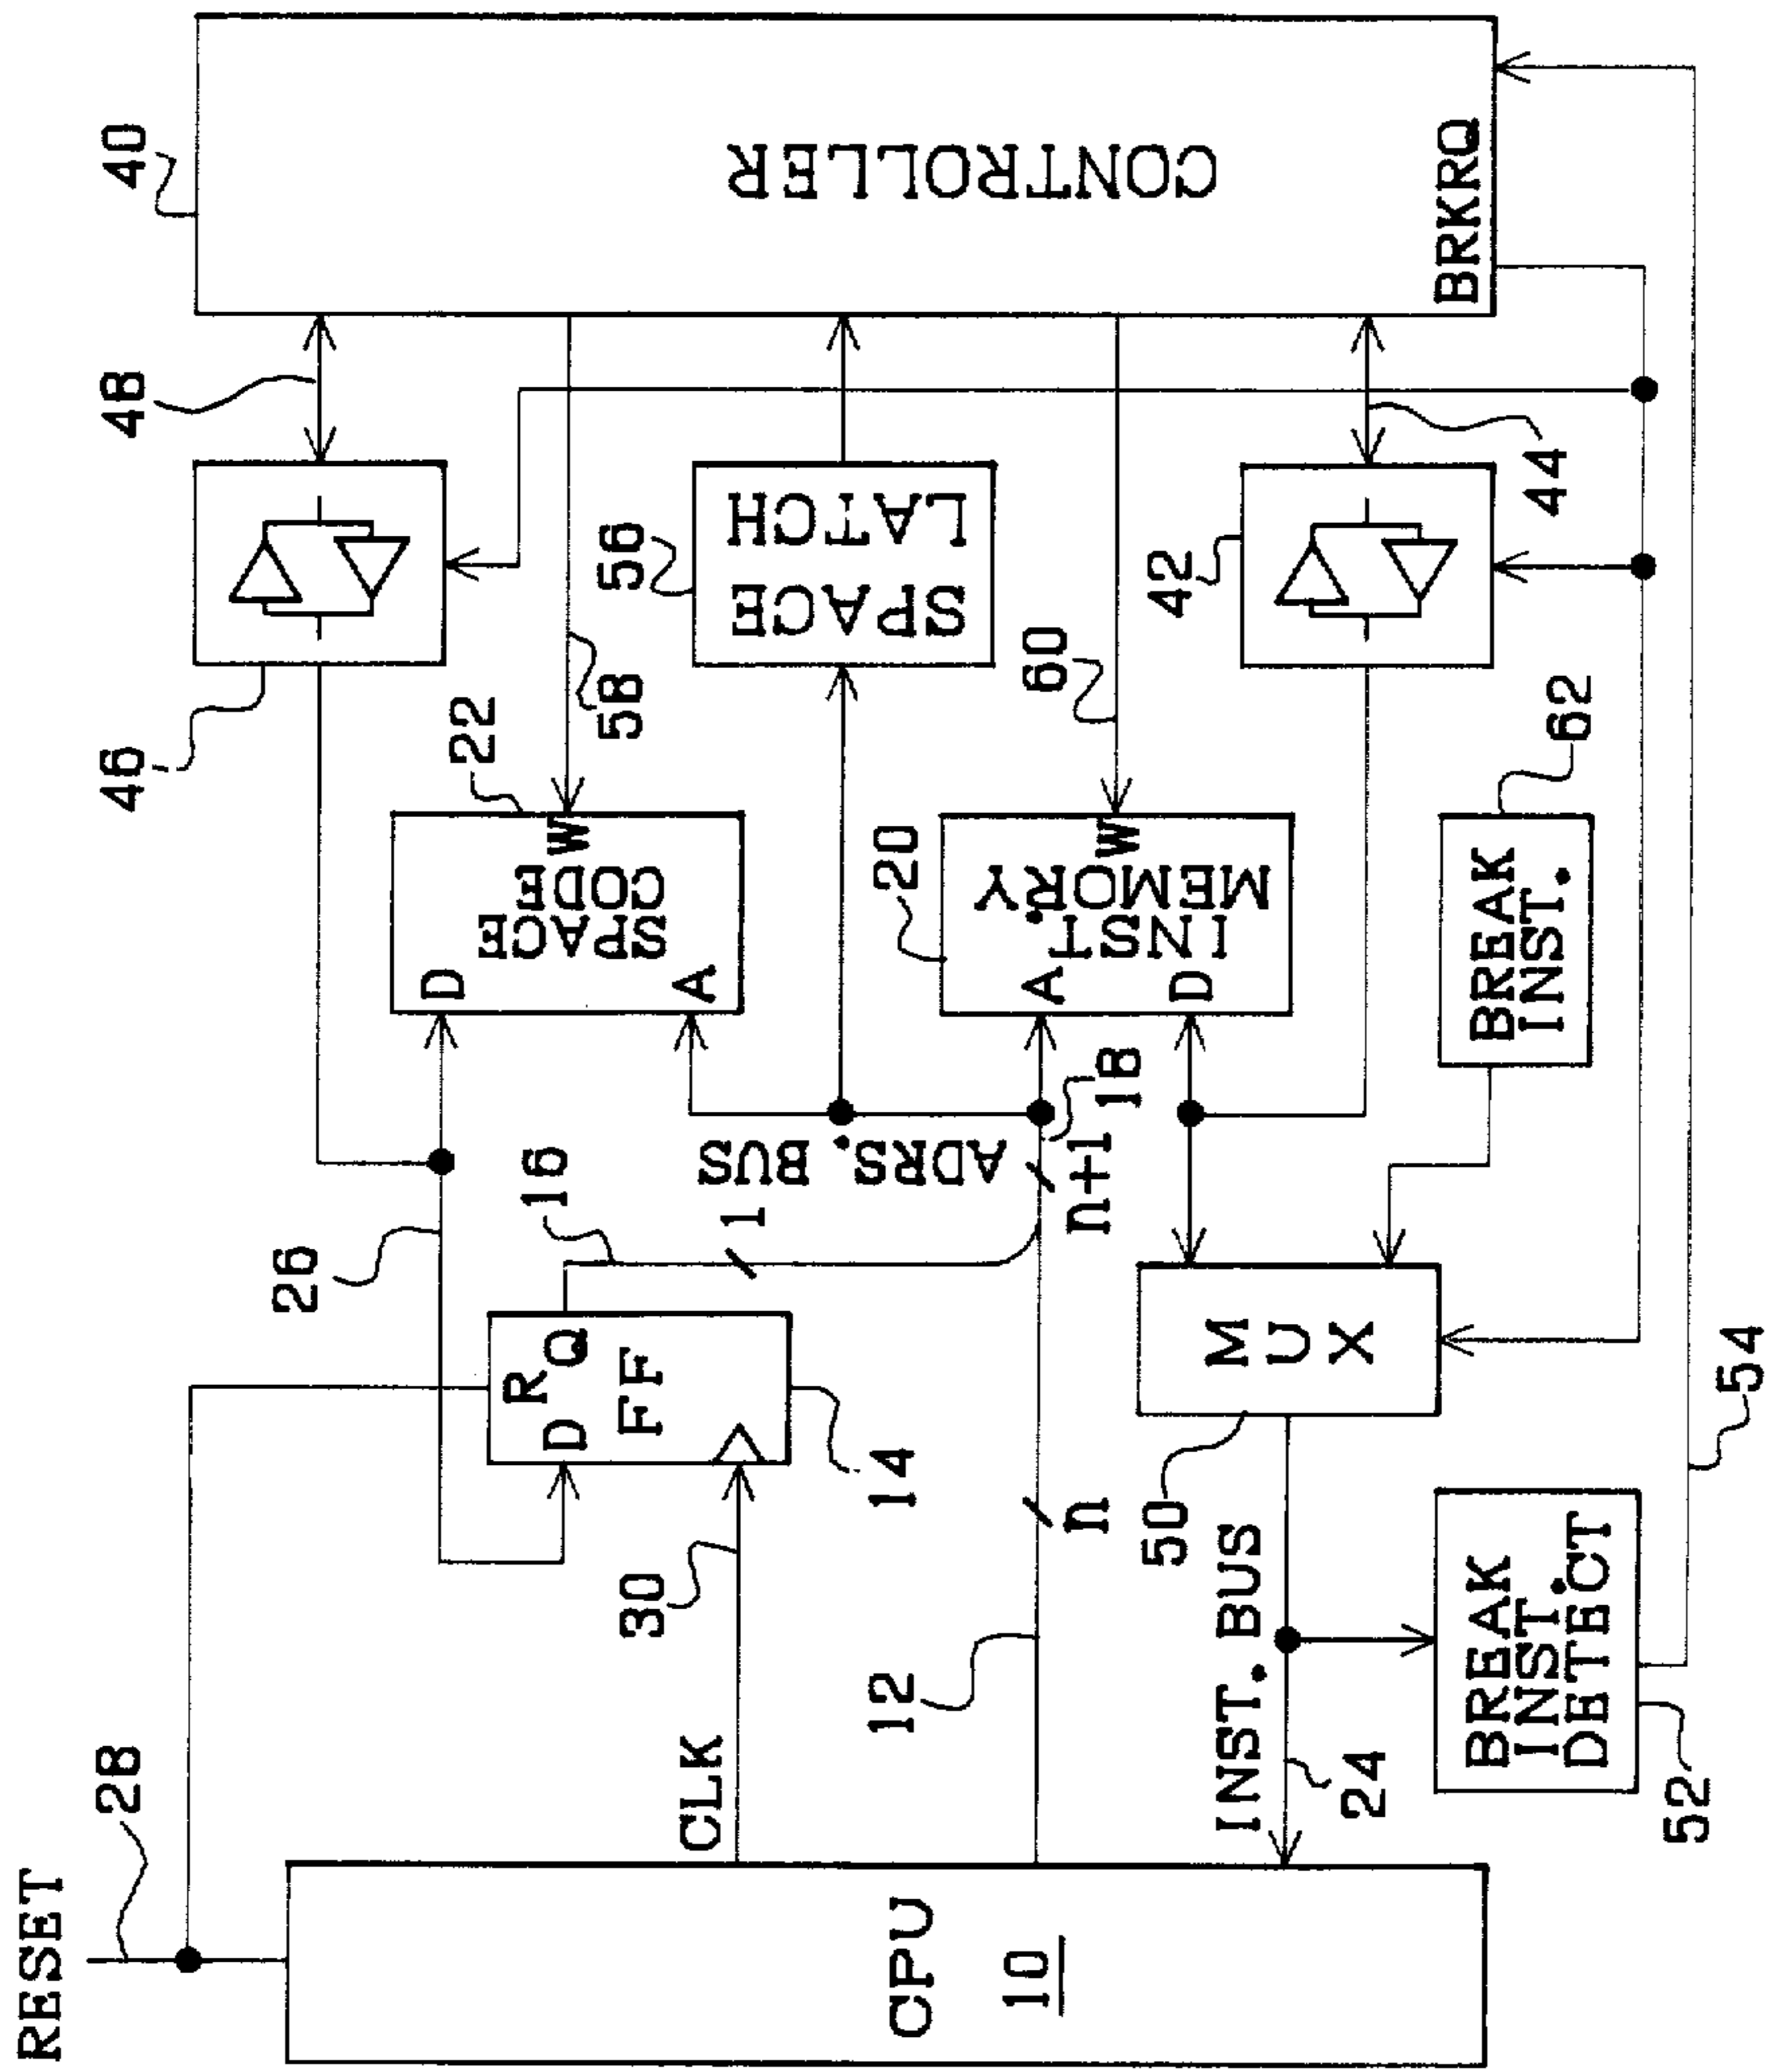 RESET
28
CPU
10
CLK
30
12
n
INST. BUS
24
BREAK
INST.
DETECT
52
54
R
D Q
FF
14
16
1
26
ADRS. BUS
n+1
18
M
U
X
50
D
SPACE
CODE
W
A
22
58
A
INST.
MEMORY
W
D
20
60
BREAK
INST.
62
46
48
SPACE
LATCH
56
42
44
CONTROLLER
40
BRKRQ